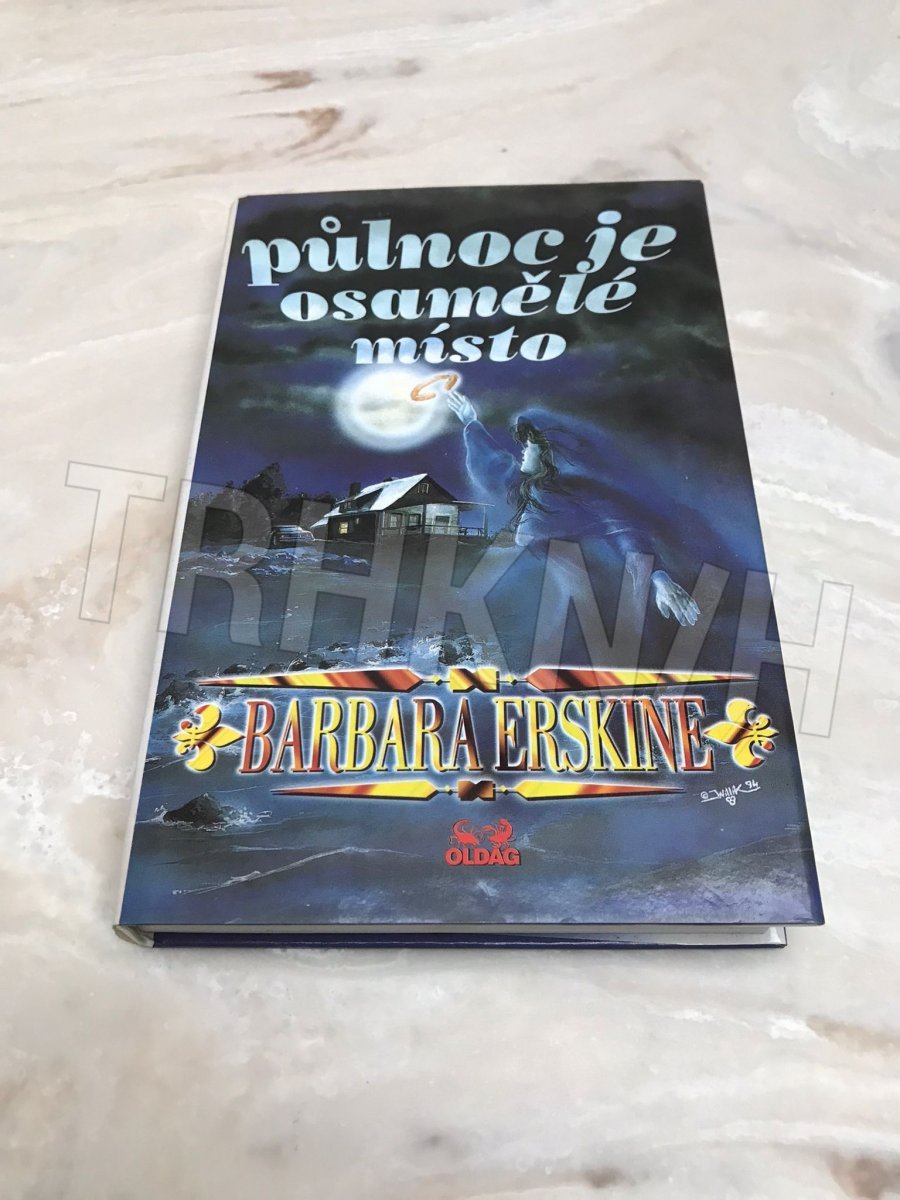 půlnoc je
osamělé
místo
TRHKNIH
BARBARA ERSKINE
OLDAG